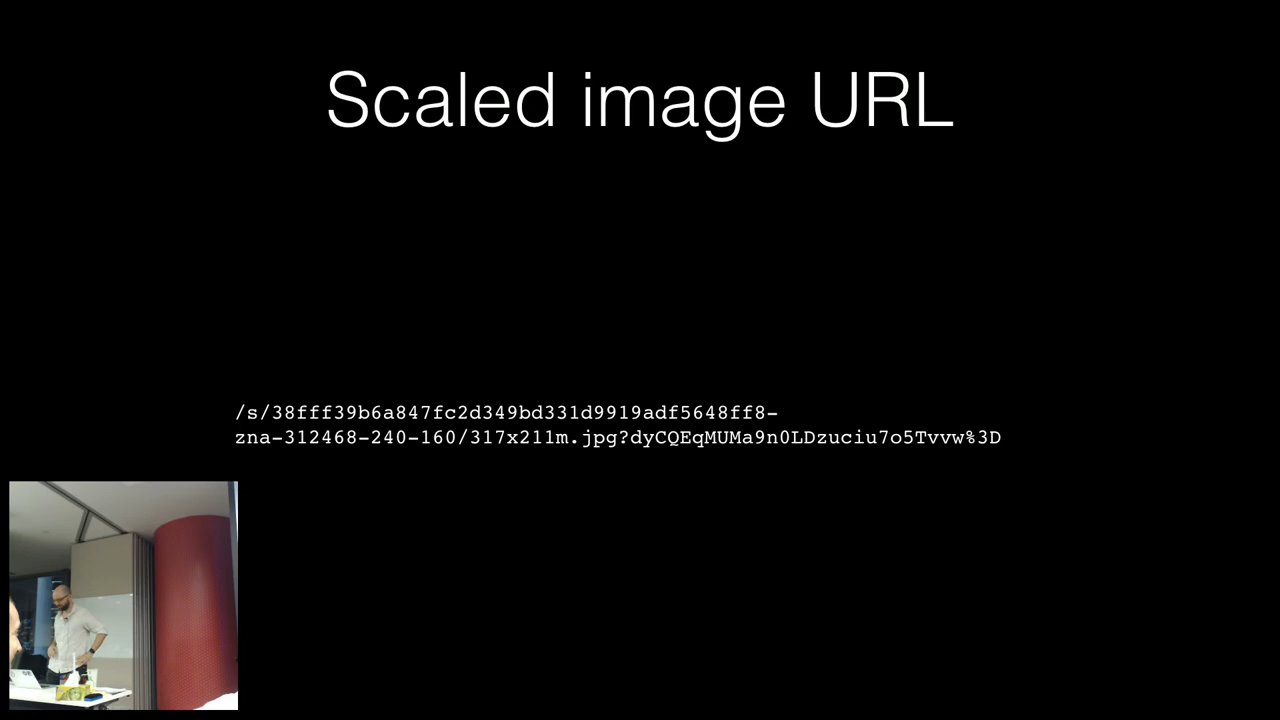 Scaled image URL
/s/38fff39b6a847fc2d349bd331d9919adf5648ff8-
zna-312468-240-160/317x211m.jpg?dyCQEqMUMa9n0LDzuciu7o5Tvvw%3D